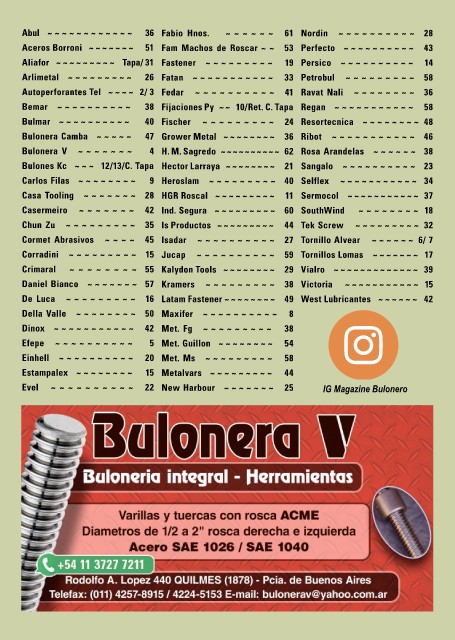 Abul ~~~~~~~~~~~ 36
Aceros Borroni ~~~~~~ 51
Aliafor ~~~~~~~~ Tapa/31
Arlimetal ~~~~~~~~~ 26
Autoperforantes Tel ~~~~ 2/3
Bemar ~~~~~~~~~~ 38
Bulmar ~~~~~~~~~~ 40
Bulonera Camba ~~~~~~ 47
Bulonera V ~~~~~~~~ 4
Bulones Kc ~~~ 12/13/C. Tapa
Carlos Filas ~~~~~~~~ 9
Casa Tooling ~~~~~~~ 28
Casermeiro ~~~~~~~~ 42
Chun Zu ~~~~~~~~~ 35
Cormet Abrasivos ~~~~~ 45
Corradini ~~~~~~~~~ 15
Crimaral ~~~~~~~~~ 55
Daniel Bianco ~~~~~~~ 57
De Luca ~~~~~~~~~ 16
Della Valle ~~~~~~~~ 50
Dinox ~~~~~~~~~~ 42
Efepe ~~~~~~~~~~ 5
Einhell ~~~~~~~~~~ 20
Estampalex ~~~~~~~~ 15
Evel ~~~~~~~~~~~ 22
Fabio Hnos. ~~~~~~ 61
Fam Machos de Roscar ~~ 53
Fastener ~~~~~~~~ 19
Fatan ~~~~~~~~~ 33
Fedar ~~~~~~~~~ 41
Fijaciones Py ~~ 10/Ret. C. Tapa
Fischer ~~~~~~~~ 24
Grower Metal ~~~~~~ 36
H. M. Sagredo ~~~~~~~~ 62
Hector Larraya ~~~~~ 21
Heroslam ~~~~~~~~ 40
HGR Roscal ~~~~~~~ 11
Ind. Segura ~~~~~~~ 60
Is Productos ~~~~~~~ 44
Isadar ~~~~~~~~~ 27
Jucap ~~~~~~~~~ 59
Kalydon Tools ~~~~~~ 29
Kramers ~~~~~~~~ 38
Latam Fastener ~~~~~~~ 49
Maxifer ~~~~~~~~ 8
Met. Fg ~~~~~~~~ 38
Met. Guillon ~~~~~~~ 54
Met. Ms ~~~~~~~~ 58
Metalvars ~~~~~~~ 44
New Harbour ~~~~~~ 25
Nordin ~~~~~~~~~ 28
Perfecto ~~~~~~~~ 43
Persico ~~~~~~~~ 14
Petrobul ~~~~~~~~ 58
Ravat Nali ~~~~~~~ 36
Regan ~~~~~~~~~ 58
Resortecnica ~~~~~~ 48
Ribot ~~~~~~~~~ 46
Rosa Arandelas ~~~~~ 38
Sangalo ~~~~~~~~ 23
Selflex ~~~~~~~~ 34
Sermocol ~~~~~~~ 37
SouthWind ~~~~~~~ 18
Tek Screw ~~~~~~~ 32
Tornillo Alvear ~~~~~ 6/7
Tornillos Lomas ~~~~~ 17
Vialro ~~~~~~~~~ 39
Victoria ~~~~~~~~ 15
West Lubricantes ~~~~ 42
IG Magazine Bulonero
Bulonera V
Buloneria integral - Herramientas
Varillas y tuercas con rosca ACME
Diametros de 1/2 a 2" rosca derecha e izquierda
Acero SAE 1026 / SAE 1040
+54 11 3727 7211
Rodolfo A. Lopez 440 QUILMES (1878) - Pcia. de Buenos Aires
Telefax: (011) 4257-8915 / 4224-5153 E-mail: bulonerav@yahoo.com.ar